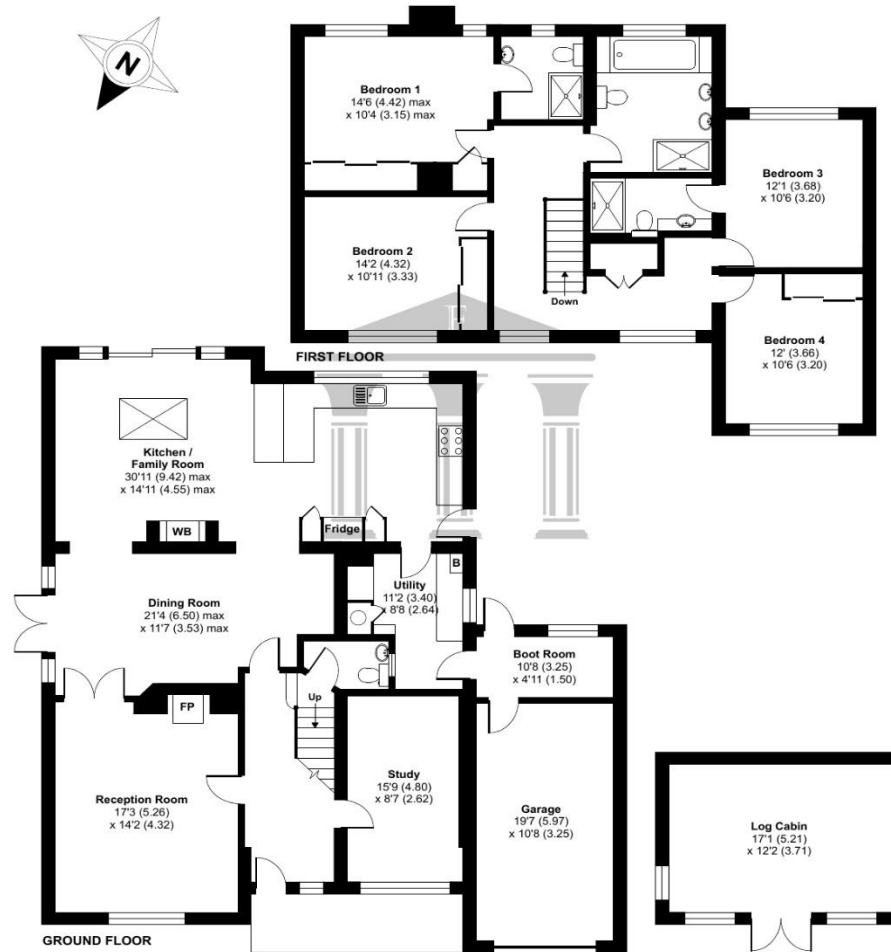 N
Bedroom 1
14'6 (4.42) max
x 10'4 (3.15) max
Bedroom 3
12'1 (3.68)
x 10'6 (3.20)
Bedroom 2
14'2 (4.32)
x 10'11 (3.33)
Down
Bedroom 4
12' (3.66)
x 10'6 (3.20)
F
FIRST FLOOR
Kitchen /
Family Room
30'11 (9.42) max
x 14'11 (4.55) max
WB
Fridge
B
Utility
11'2 (3.40)
x 8'8 (2.64)
Dining Room
21'4 (6.50) max
x 11'7 (3.53) max
Boot Room
10'8 (3.25)
x 4'11 (1.50)
Up
FP
Study
15'9 (4.80)
x 8'7 (2.62)
Reception Room
17'3 (5.26)
x 14'2 (4.32)
Garage
19'7 (5.97)
x 10'8 (3.25)
Log Cabin
17'1 (5.21)
x 12'2 (3.71)
GROUND FLOOR